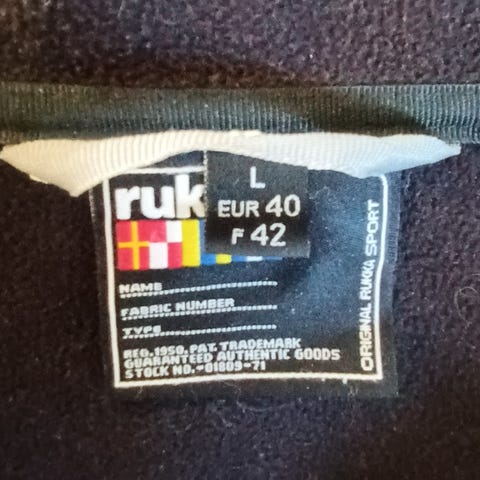 L
EUR 40
F 42
ruk
NAME
FABRIC NUMBER
TYPE
REG. 1950. PAT. TRADEMARK
GUARANTEED AUTHENTIC GOODS
STOCK NO.-01809-71
ORIGINAL RUKKA SPORT